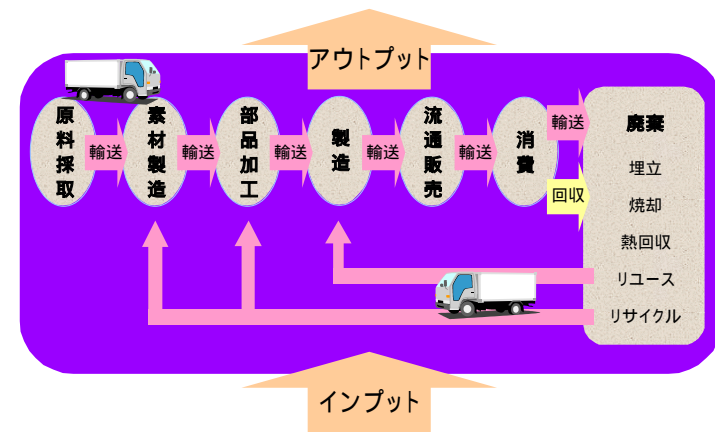 アウトプット
原料採取
輸送
素材製造
輸送
部品加工
輸送
製造
輸送
流通販売
輸送
消費
輸送
回収
廃棄
埋立
焼却
熱回収
リユース
リサイクル
インプット